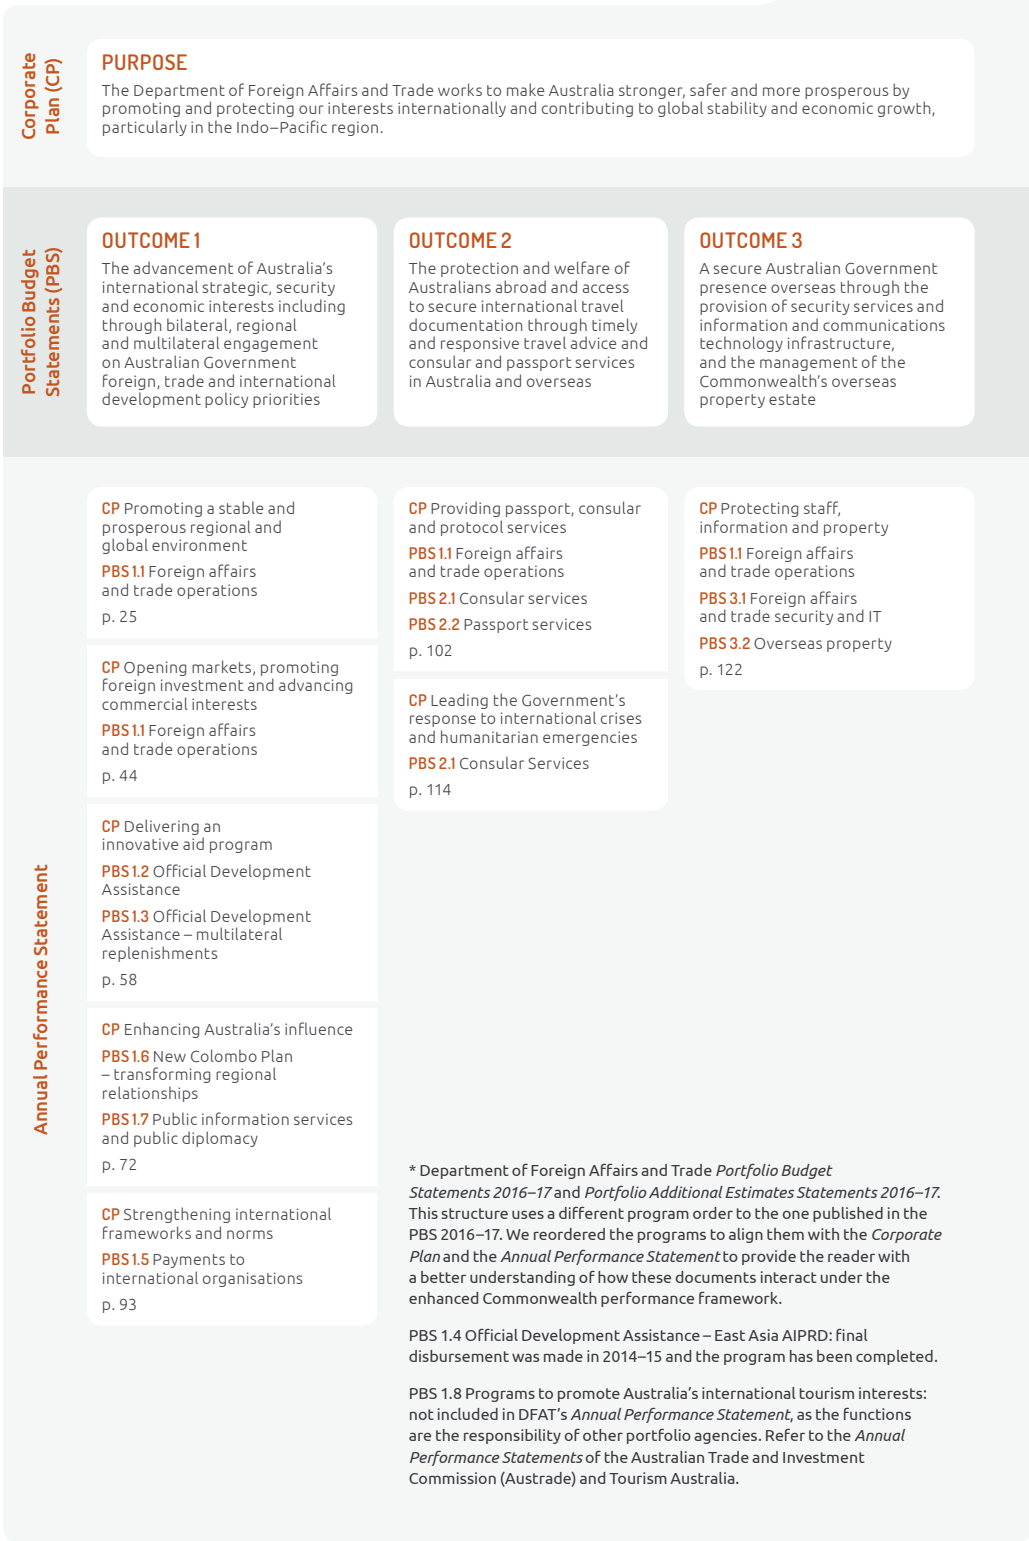 Corporate
Plan (CP)
PURPOSE
The Department of Foreign Affairs and Trade works to make Australia stronger, safer and more prosperous by
promoting and protecting our interests internationally and contributing to global stability and economic growth,
particularly in the Indo–Pacific region.
Portfolio Budget
Statements (PBS)
OUTCOME 1
The advancement of Australia's
international strategic, security
and economic interests including
through bilateral, regional
and multilateral engagement
on Australian Government
foreign, trade and international
development policy priorities
OUTCOME 2
The protection and welfare of
Australians abroad and access
to secure international travel
documentation through timely
and responsive travel advice and
consular and passport services
in Australia and overseas
OUTCOME 3
A secure Australian Government
presence overseas through the
provision of security services and
information and communications
technology infrastructure,
and the management of the
Commonwealth's overseas
property estate
Annual Performance Statement
CP Promoting a stable and
prosperous regional and
global environment
PBS 1.1 Foreign affairs
and trade operations
p. 25
CP Opening markets, promoting
foreign investment and advancing
commercial interests
PBS 1.1 Foreign affairs
and trade operations
p. 44
CP Delivering an
innovative aid program
PBS 1.2 Official Development
Assistance
PBS 1.3 Official Development
Assistance – multilateral
replenishments
p. 58
CP Enhancing Australia's influence
PBS 1.6 New Colombo Plan
– transforming regional
relationships
PBS 1.7 Public information services
and public diplomacy
p. 72
CP Strengthening international
frameworks and norms
PBS 1.5 Payments to
international organisations
p. 93
CP Providing passport, consular
and protocol services
PBS 1.1 Foreign affairs
and trade operations
PBS 2.1 Consular services
PBS 2.2 Passport services
p. 102
CP Leading the Government's
response to international crises
and humanitarian emergencies
PBS 2.1 Consular Services
p. 114
CP Protecting staff,
information and property
PBS 1.1 Foreign affairs
and trade operations
PBS 3.1 Foreign affairs
and trade security and IT
PBS 3.2 Overseas property
p. 122
* Department of Foreign Affairs and Trade Portfolio Budget
Statements 2016–17 and Portfolio Additional Estimates Statements 2016–17.
This structure uses a different program order to the one published in the
PBS 2016–17. We reordered the programs to align them with the Corporate
Plan and the Annual Performance Statement to provide the reader with
a better understanding of how these documents interact under the
enhanced Commonwealth performance framework.
PBS 1.4 Official Development Assistance – East Asia AIPRD: final
disbursement was made in 2014–15 and the program has been completed.
PBS 1.8 Programs to promote Australia's international tourism interests:
not included in DFAT's Annual Performance Statement, as the functions
are the responsibility of other portfolio agencies. Refer to the Annual
Performance Statements of the Australian Trade and Investment
Commission (Austrade) and Tourism Australia.